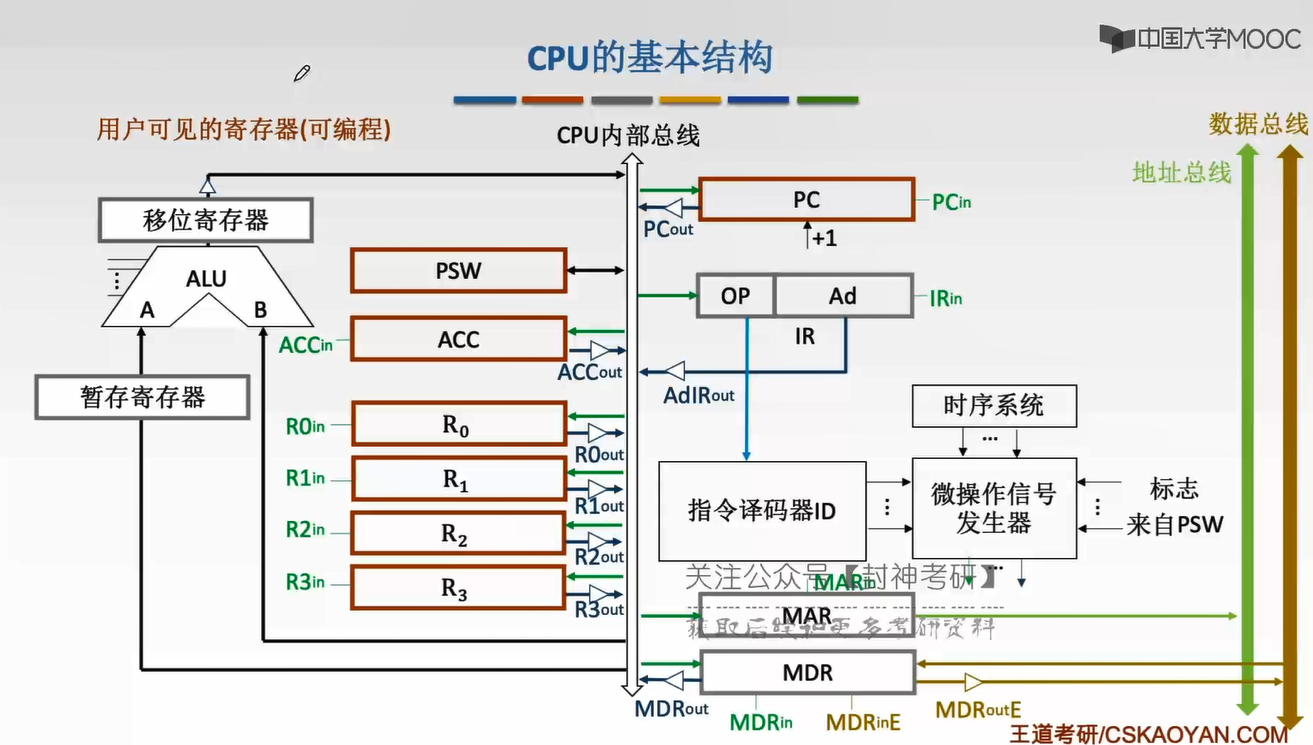 CPU的基本结构
中国大学MOOC
用户可见的寄存器(可编程)
CPU内部总线
数据总线
地址总线
移位寄存器
ALU
A
B
暂存寄存器
PSW
ACC
ACCin
ACCout
R0
R0in
R0out
R1
R1in
R1out
R2
R2in
R2out
R3
R3in
R3out
PC
PCin
PCout
+1
OP
Ad
IRin
IR
AdIRout
时序系统
...
指令译码器ID
微操作信号
发生器
标志
来自PSW
...
关注公众号【封神考研】
MARin
MAR
获取后续和更多考研资料
MDR
MDRout
MDRin
MDRinE
MDRoutE
王道考研/CSKAOYAN.COM